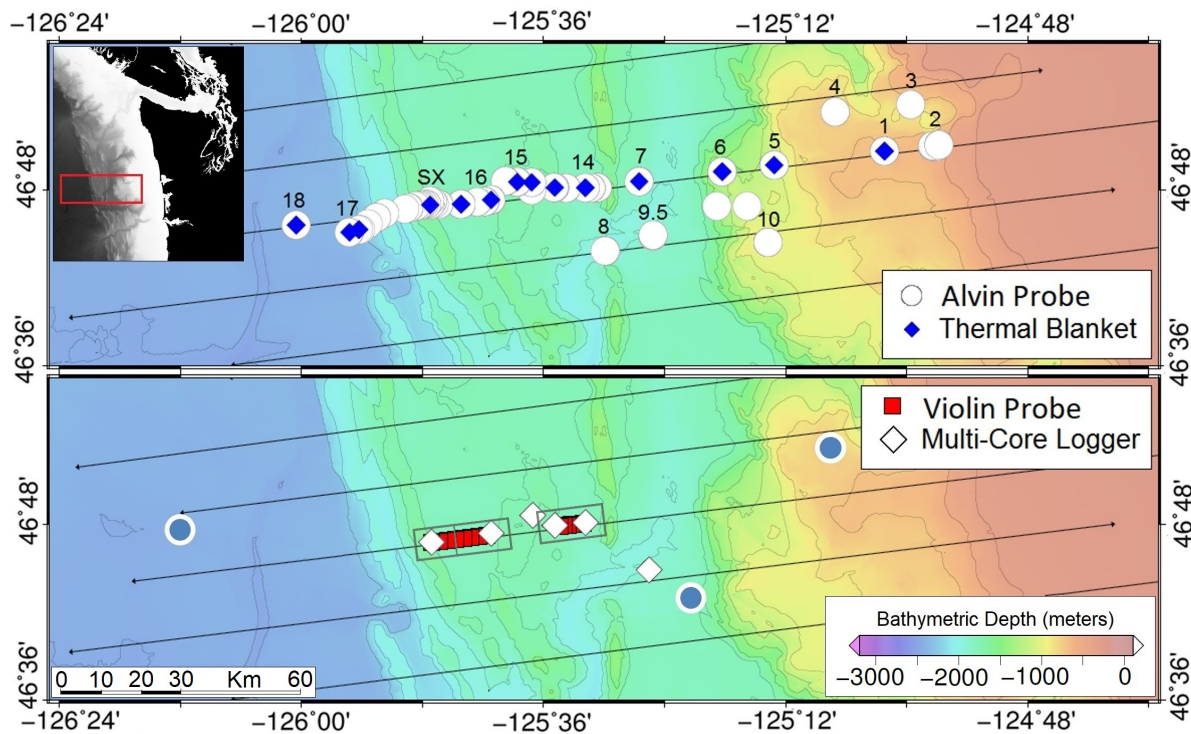 −126°24' −126°00' −125°36' −125°12' −124°48'
4 3
2
1
15 14 7 6 5
SX 16
18 17
8 9.5 10
46°48'
46°48'
Alvin Probe
Thermal Blanket
46°36'
46°36'
Violin Probe
Multi-Core Logger
46°48'
46°48'
Bathymetric Depth (meters)
−3000 −2000 −1000 0
0 10 20 30 Km 60
46°36'
46°36'
−126°24' −126°00' −125°36' −125°12' −124°48'